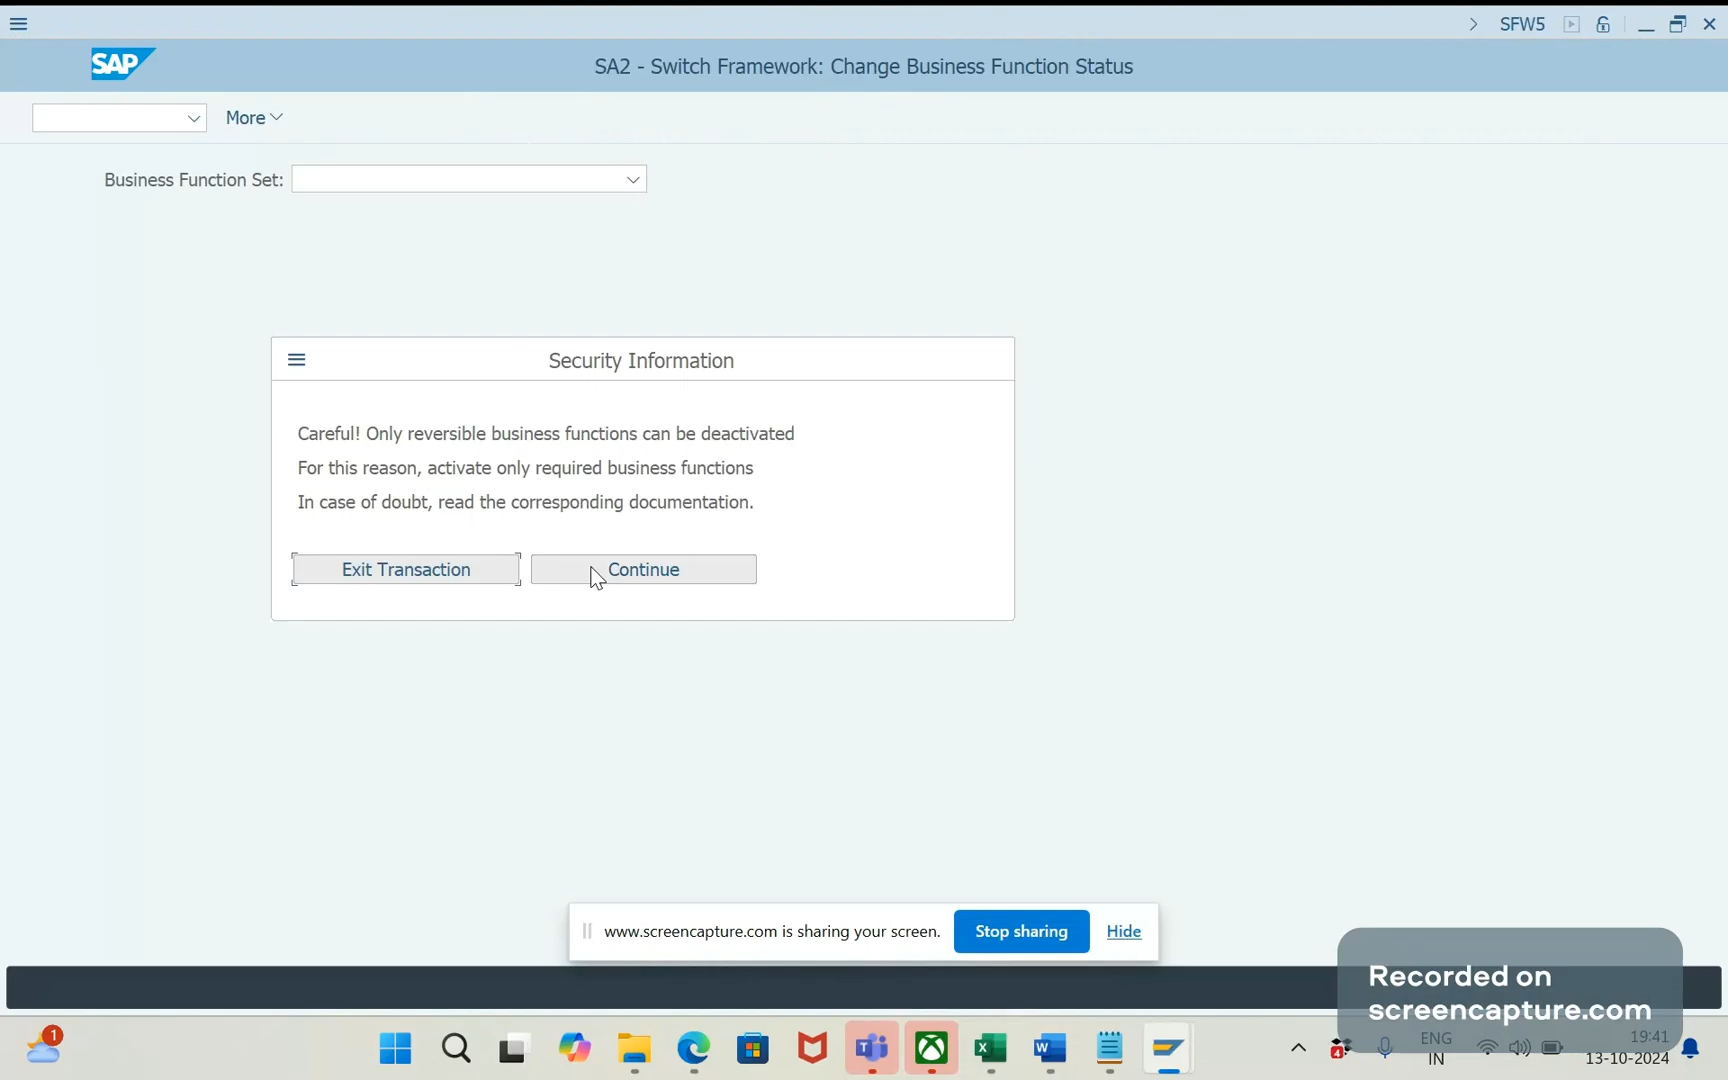 SFW5
SAP
SA2 - Switch Framework: Change Business Function Status
More
Business Function Set:
Security Information
Careful! Only reversible business functions can be deactivated
For this reason, activate only required business functions
In case of doubt, read the corresponding documentation.
Exit Transaction
Continue
www.screencapture.com is sharing your screen.
Stop sharing
Hide
Recorded on
screencapture.com
1
4
ENG
IN
19:41
13-10-2024